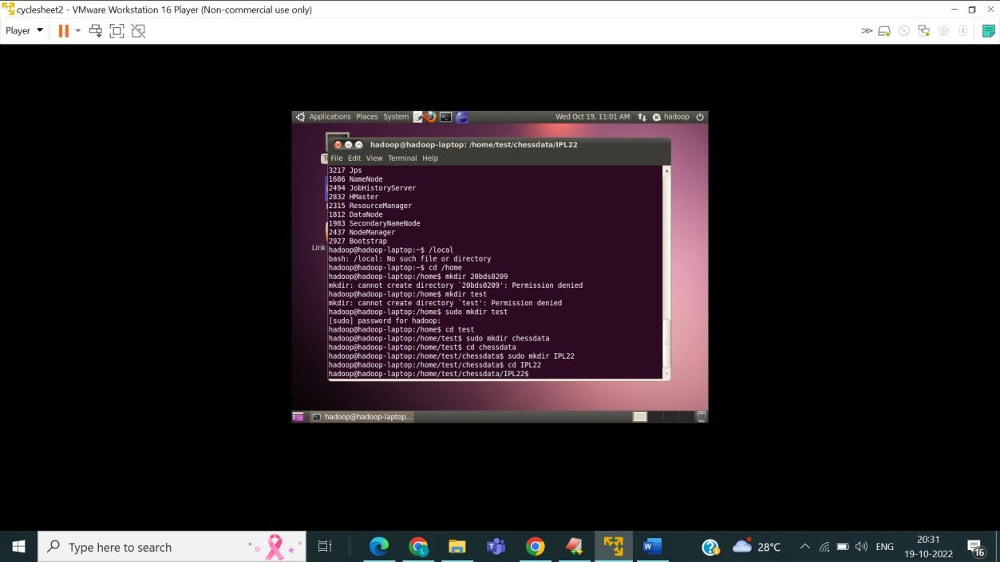 cyclesheet2 - VMware Workstation 16 Player (Non-commercial use only)
Player
Applications Places System Wed Oct 19, 11:01 AM hadoop
hadoop@hadoop-laptop: /home/test/chessdata/IPL22
File Edit View Terminal Help
3217 Jps
1686 NameNode
2494 JobHistoryServer
2832 HMaster
2315 ResourceManager
1812 DataNode
1983 SecondaryNameNode
2437 NodeManager
2927 Bootstrap
Link
hadoop@hadoop-laptop:~$ /local
bash: /local: No such file or directory
hadoop@hadoop-laptop:~$ cd /home
hadoop@hadoop-laptop:/home$ mkdir 20bds0209
mkdir: cannot create directory `20bds0209': Permission denied
hadoop@hadoop-laptop:/home$ mkdir test
mkdir: cannot create directory `test': Permission denied
hadoop@hadoop-laptop:/home$ sudo mkdir test
[sudo] password for hadoop:
hadoop@hadoop-laptop:/home$ cd test
hadoop@hadoop-laptop:/home/test$ sudo mkdir chessdata
hadoop@hadoop-laptop:/home/test$ cd chessdata
hadoop@hadoop-laptop:/home/test/chessdata$ sudo mkdir IPL22
hadoop@hadoop-laptop:/home/test/chessdata$ cd IPL22
hadoop@hadoop-laptop:/home/test/chessdata/IPL22$
hadoop@hadoop-laptop...
Type here to search
28°C
ENG
20:31
19-10-2022
16